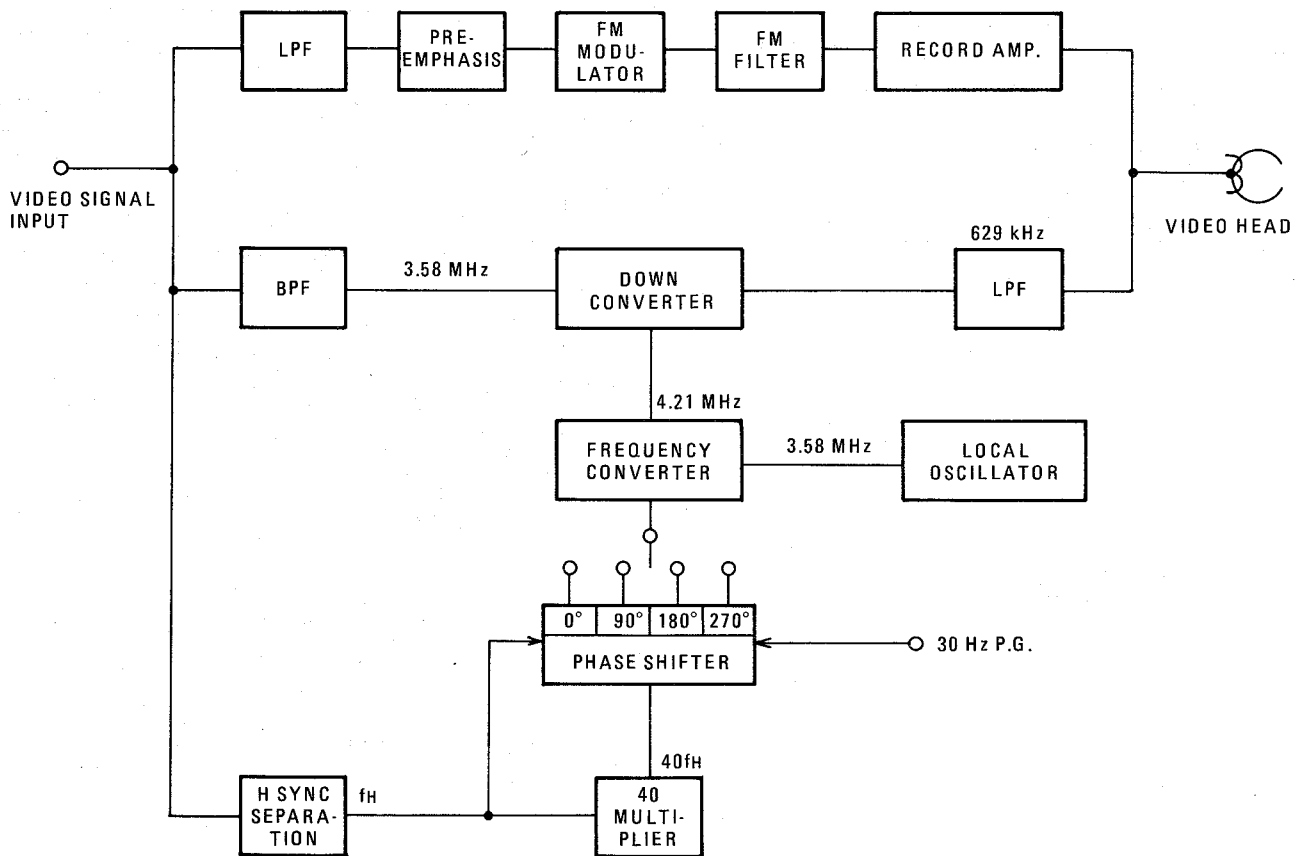 LPF
PRE-
EMPHASIS
FM
MODU-
LATOR
FM
FILTER
RECORD AMP.
VIDEO SIGNAL
INPUT
VIDEO HEAD
BPF
3.58 MHz
DOWN
CONVERTER
629 kHz
LPF
4.21 MHz
FREQUENCY
CONVERTER
3.58 MHz
LOCAL
OSCILLATOR
0° 90° 180° 270°
PHASE SHIFTER
30 Hz P.G.
40fH
H SYNC
SEPARA-
TION
fH
40
MULTI-
PLIER